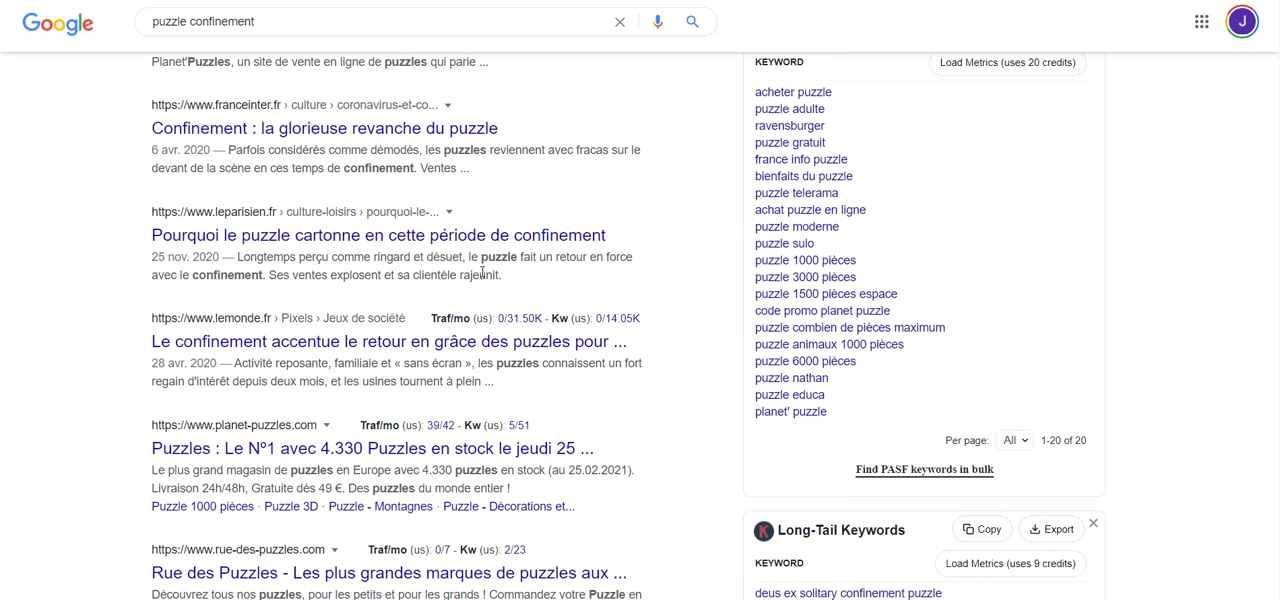 Google
puzzle confinement
J
Planet'Puzzles, un site de vente en ligne de puzzles qui parie ...
https://www.franceinter.fr › culture › coronavirus-et-co...
Confinement : la glorieuse revanche du puzzle
6 avr. 2020 — Parfois considérés comme démodés, les puzzles reviennent avec fracas sur le
devant de la scène en ces temps de confinement. Ventes ...
https://www.leparisien.fr › culture-loisirs › pourquoi-le-...
Pourquoi le puzzle cartonne en cette période de confinement
25 nov. 2020 — Longtemps perçu comme ringard et désuet, le puzzle fait un retour en force
avec le confinement. Ses ventes explosent et sa clientèle rajeunit.
https://www.lemonde.fr › Pixels › Jeux de société Traf/mo (us): 0/31.50K - Kw (us): 0/14.05K
Le confinement accentue le retour en grâce des puzzles pour ...
28 avr. 2020 — Activité reposante, familiale et « sans écran », les puzzles connaissent un fort
regain d'intérêt depuis deux mois, et les usines tournent à plein ...
https://www.planet-puzzles.com Traf/mo (us): 39/42 - Kw (us): 5/51
Puzzles : Le Nº1 avec 4.330 Puzzles en stock le jeudi 25 ...
Le plus grand magasin de puzzles en Europe avec 4.330 puzzles en stock (au 25.02.2021).
Livraison 24h/48h, Gratuite dès 49 €. Des puzzles du monde entier !
Puzzle 1000 pièces · Puzzle 3D · Puzzle - Montagnes · Puzzle - Décorations et...
https://www.rue-des-puzzles.com Traf/mo (us): 0/7 - Kw (us): 2/23
Rue des Puzzles - Les plus grandes marques de puzzles aux ...
Découvrez tous nos puzzles, pour les petits et pour les grands ! Commandez votre Puzzle en
KEYWORD Load Metrics (uses 20 credits)
acheter puzzle
puzzle adulte
ravensburger
puzzle gratuit
france info puzzle
bienfaits du puzzle
puzzle telerama
achat puzzle en ligne
puzzle moderne
puzzle sulo
puzzle 1000 pièces
puzzle 3000 pièces
puzzle 1500 pièces espace
code promo planet puzzle
puzzle combien de pièces maximum
puzzle animaux 1000 pièces
puzzle 6000 pièces
puzzle nathan
puzzle educa
planet' puzzle
Per page: All 1-20 of 20
Find PASF keywords in bulk
K Long-Tail Keywords Copy Export
KEYWORD Load Metrics (uses 9 credits)
deus ex solitary confinement puzzle